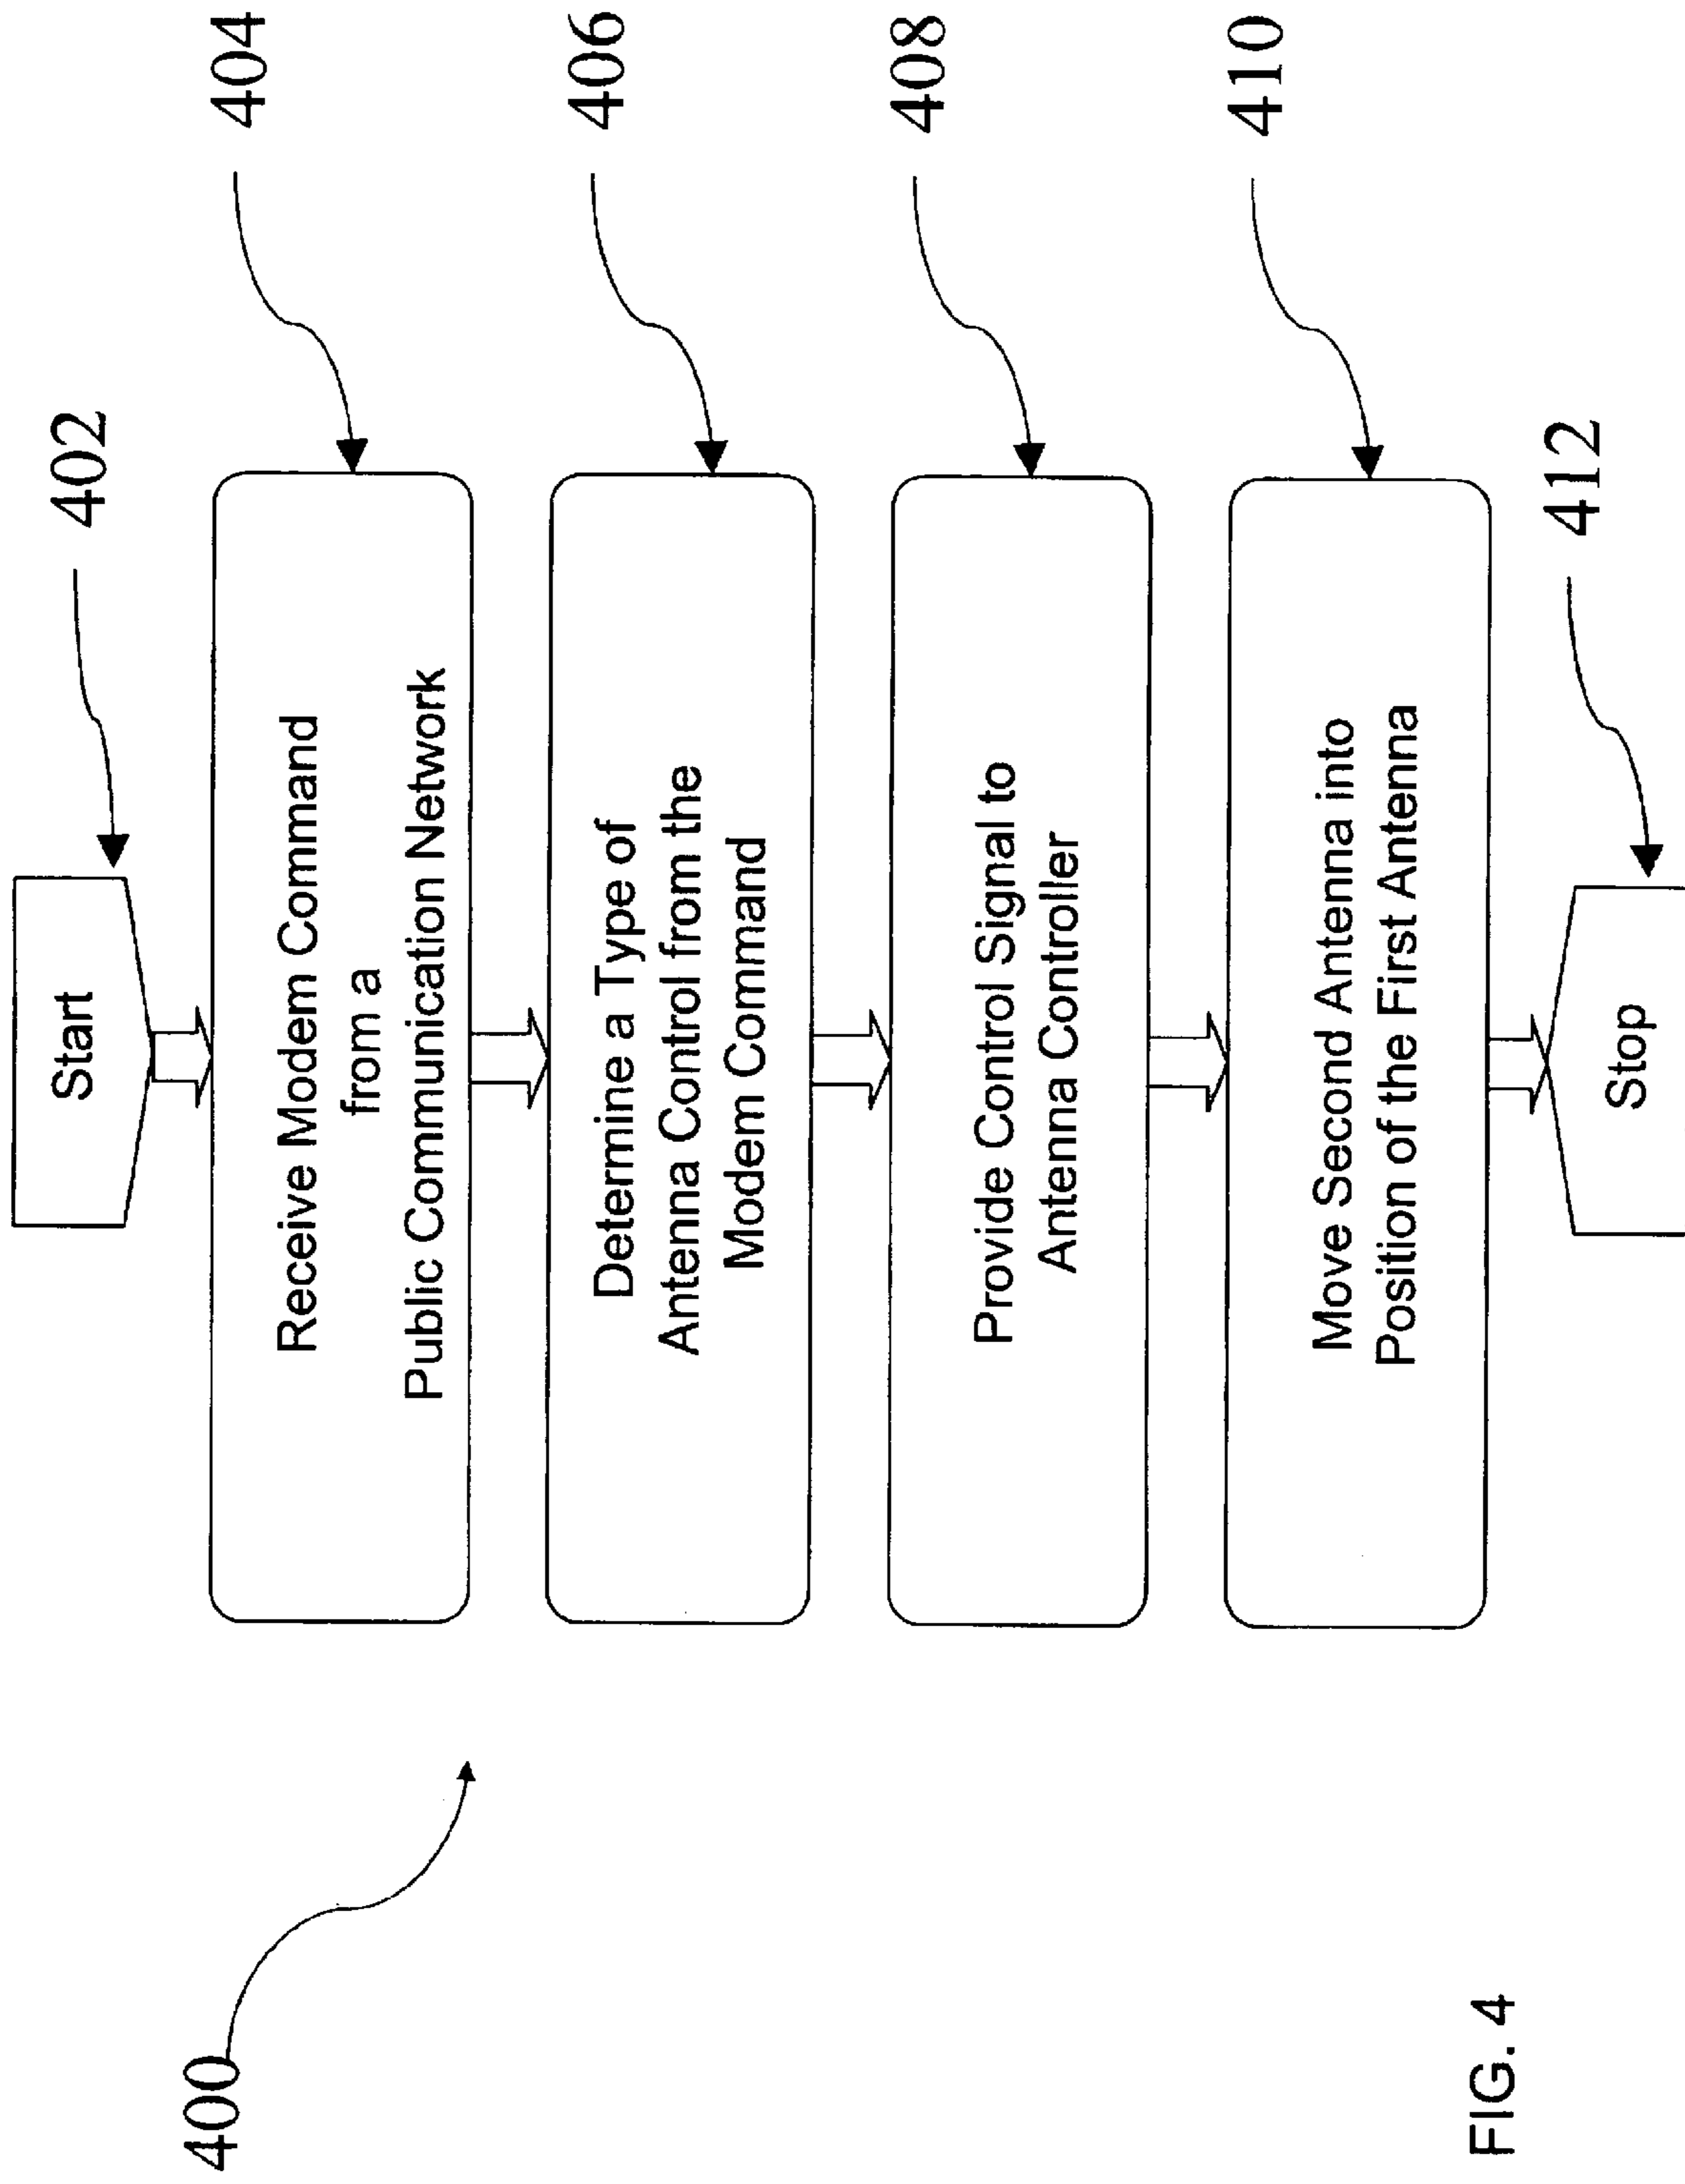 400
Start
402
Receive Modem Command
from a
Public Communication Network
404
Determine a Type of
Antenna Control from the
Modem Command
406
Provide Control Signal to
Antenna Controller
408
Move Second Antenna into
Position of the First Antenna
410
Stop
412
FIG. 4